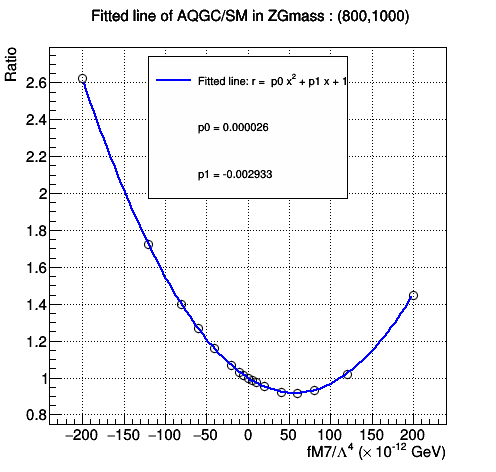 Fitted line of AQGC/SM in ZGmass : (800,1000)
Ratio
Fitted line: r = p0 x² + p1 x + 1
p0 = 0.000026
p1 = -0.002933
2.6
2.4
2.2
2
1.8
1.6
1.4
1.2
1
0.8
−200 −150 −100 −50 0 50 100 150 200
fM7/Λ⁴ (× 10⁻¹² GeV)